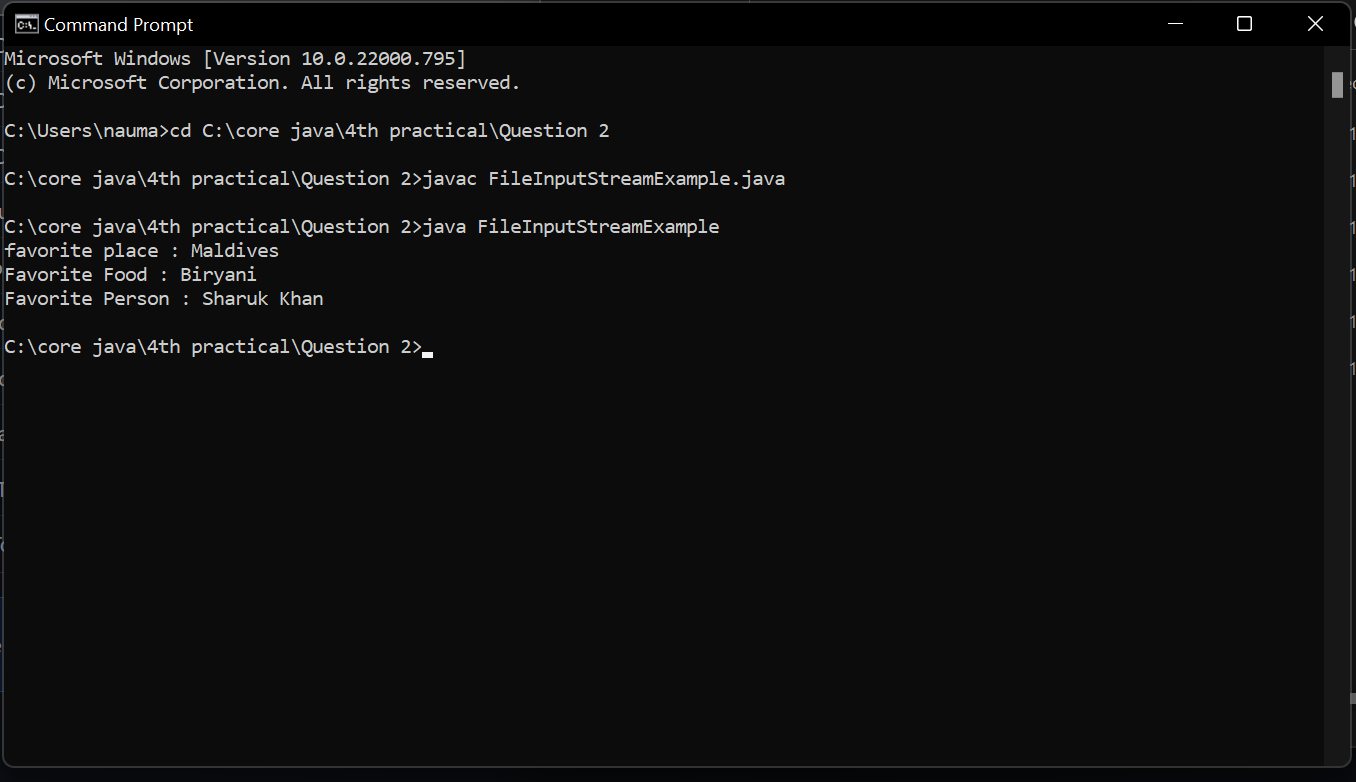 Command Prompt
Microsoft Windows [Version 10.0.22000.795]
(c) Microsoft Corporation. All rights reserved.
C:\Users\nauma>cd C:\core java\4th practical\Question 2
C:\core java\4th practical\Question 2>javac FileInputStreamExample.java
C:\core java\4th practical\Question 2>java FileInputStreamExample
favorite place : Maldives
Favorite Food : Biryani
Favorite Person : Sharuk Khan
C:\core java\4th practical\Question 2>